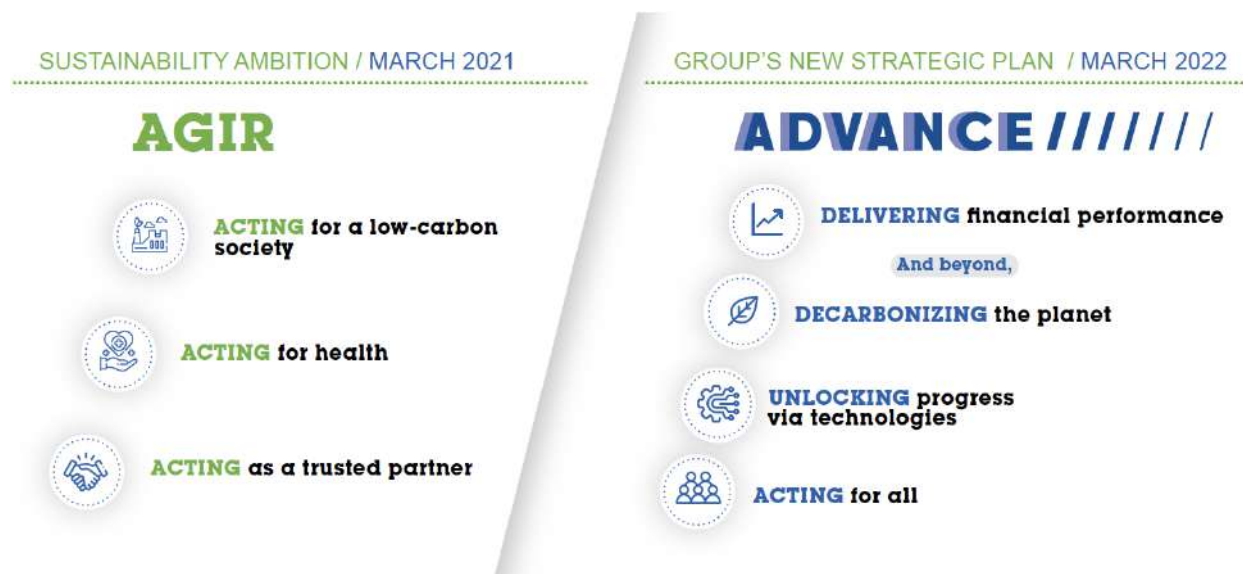 SUSTAINABILITY AMBITION / MARCH 2021
AGIR
ACTING for a low-carbon
society
ACTING for health
ACTING as a trusted partner
GROUP'S NEW STRATEGIC PLAN / MARCH 2022
ADVANCE ///////
DELIVERING financial performance
And beyond,
DECARBONIZING the planet
UNLOCKING progress
via technologies
ACTING for all